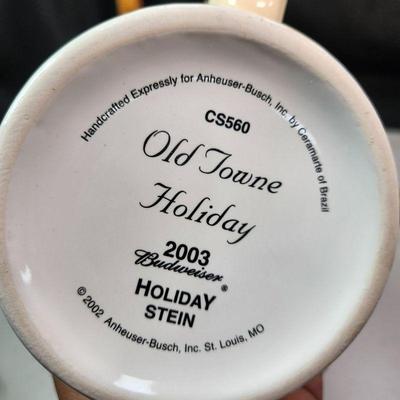 Handcrafted Expressly for Anheuser-Busch, Inc. by Ceramarte of Brazil
CS560
Old Towne
Holiday
2003
Budweiser®
HOLIDAY
STEIN
© 2002 Anheuser-Busch, Inc. St. Louis, MO